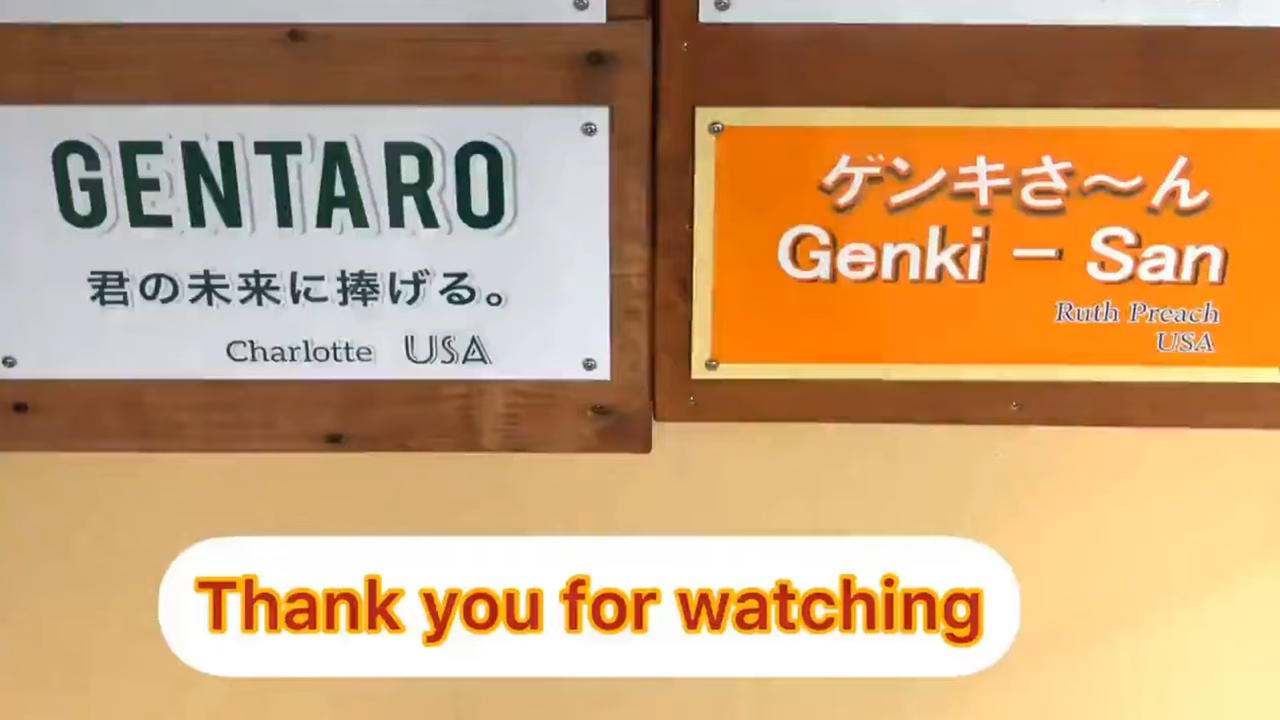 GENTARO
君の未来に捧げる。
Charlotte USA
ゲンキさ〜ん
Genki – San
Ruth Preach
USA
Thank you for watching